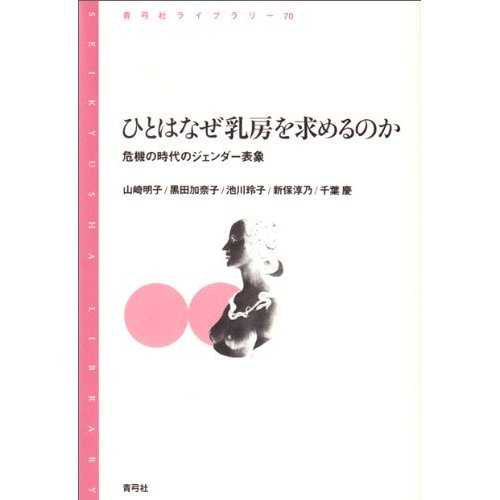 青弓社ライブラリー 70
SEIKYUSHA LIBRARY
ひとはなぜ乳房を求めるのか
危機の時代のジェンダー表象
山崎明子/黒田加奈子/池川玲子/新保淳乃/千葉 慶
青弓社